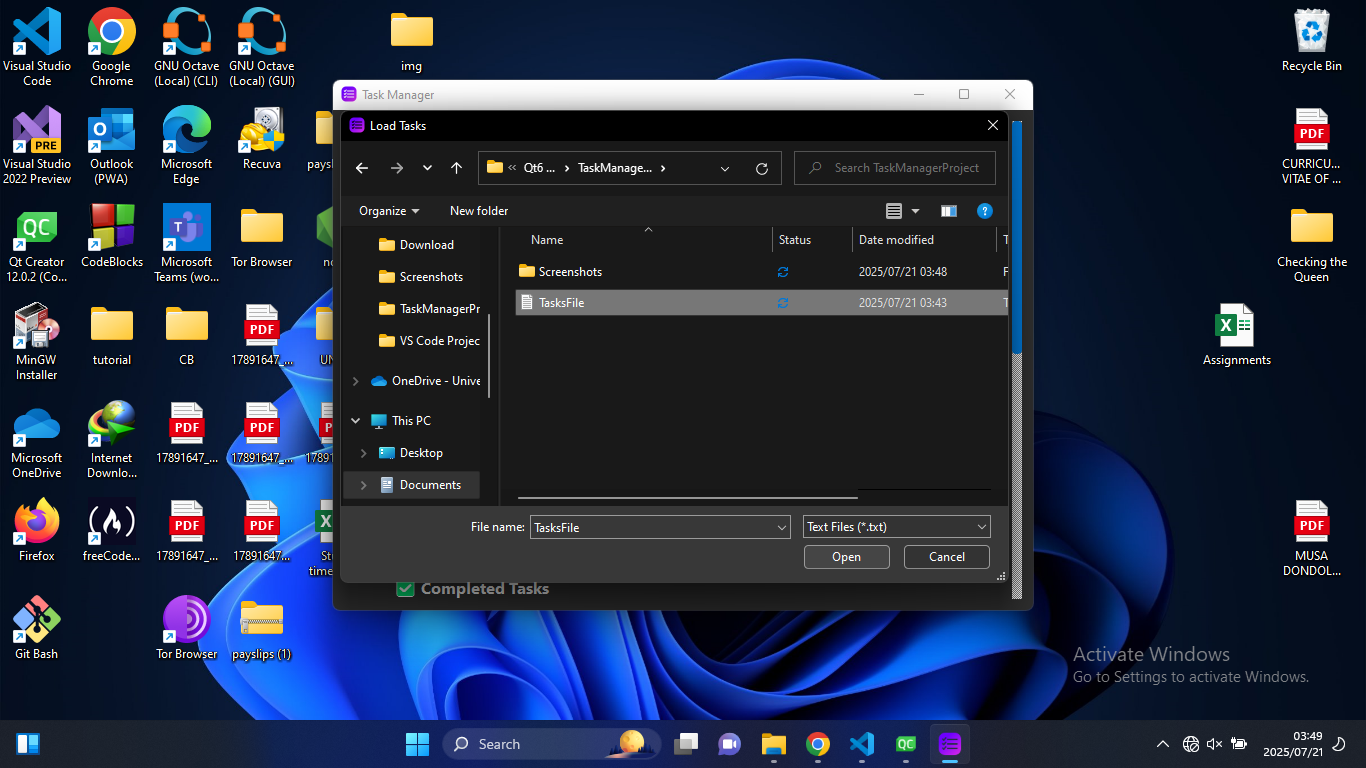 Visual Studio
Code
Google
Chrome
GNU Octave
(Local) (CLI)
GNU Octave
(Local) (GUI)
img
Recycle Bin
Visual Studio
2022 Preview
PRE
Outlook
(PWA)
Microsoft
Edge
Recuva
PDF
CURRICU...
VITAE OF ...
QC
Qt Creator
12.0.2 (Co...
CodeBlocks
Microsoft
Teams (wo...
Tor Browser
Checking the
Queen
MinGW
Installer
tutorial
CB
PDF
17891647_...
Assignments
Microsoft
OneDrive
Internet
Downlo...
PDF
17891647_...
PDF
17891647_...
Firefox
freeCode...
PDF
17891647_...
PDF
17891647...
PDF
MUSA
DONDOL...
Git Bash
Tor Browser
payslips (1)
Task Manager
Load Tasks
« Qt6 ... › TaskManage... ›
Search TaskManagerProject
Organize
New folder
Name
Status
Date modified
Download
Screenshots
TaskManagerPr
VS Code Projec
OneDrive - Unive
This PC
Desktop
Documents
Screenshots
2025/07/21 03:48
TasksFile
2025/07/21 03:43
File name:
TasksFile
Text Files (*.txt)
Open
Cancel
Completed Tasks
Activate Windows
Go to Settings to activate Windows.
Search
QC
03:49
2025/07/21